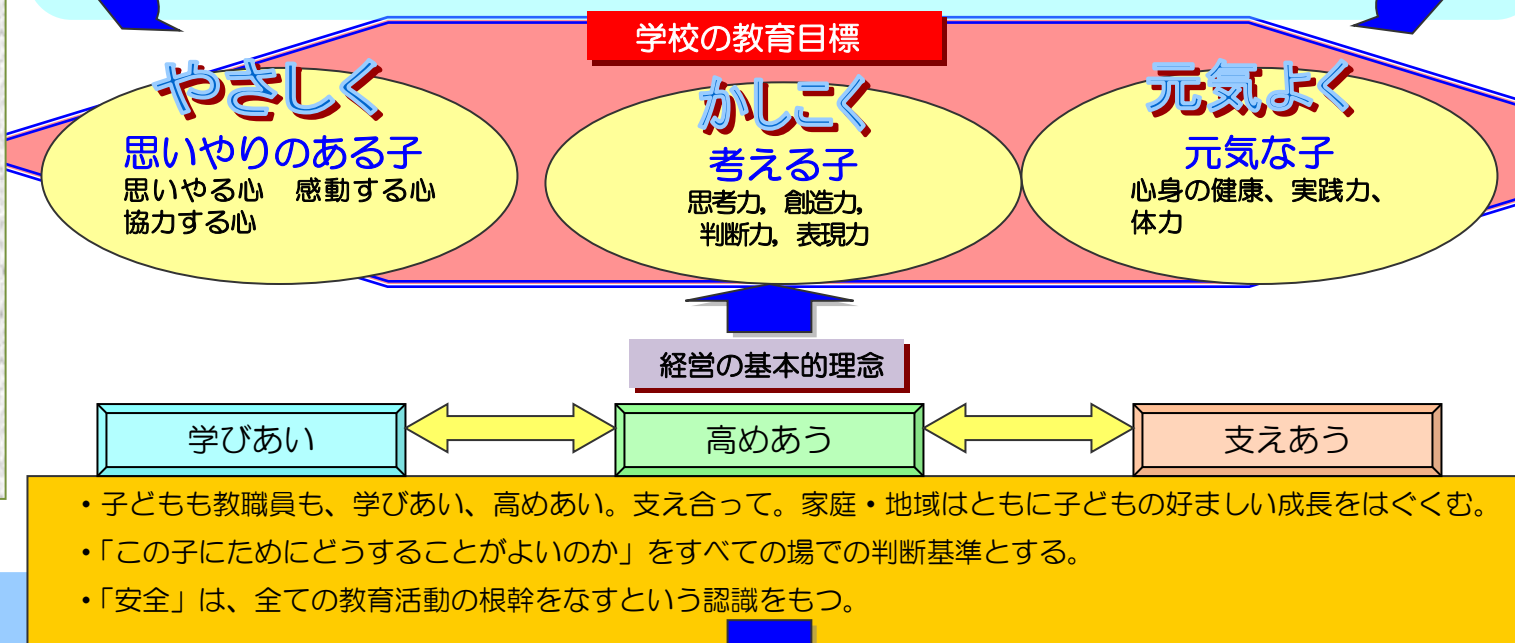 学校の教育目標
やさしく
思いやりのある子
思いやる心　感動する心
協力する心
かしこく
考える子
思考力，創造力，
判断力，表現力
元気よく
元気な子
心身の健康、実践力、
体力
経営の基本的理念
学びあい
高めあう
支えあう
・子どもも教職員も、学びあい、高めあい。支え合って。家庭・地域はともに子どもの好ましい成長をはぐくむ。
・「この子にためにどうすることがよいのか」をすべての場での判断基準とする。
・「安全」は、全ての教育活動の根幹をなすという認識をもつ。